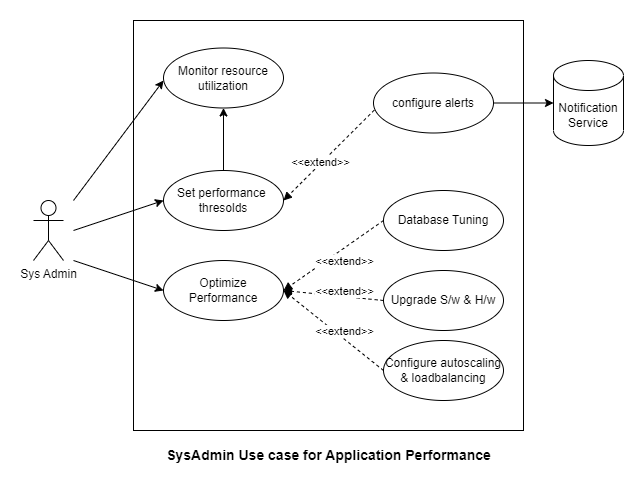 Monitor resource
utilization
configure alerts
Notification
Service
<<extend>>
Set performance
thresolds
Sys Admin
Database Tuning
<<extend>>
Optimize
Performance
<<extend>>
Upgrade S/w & H/w
<<extend>>
Configure autoscaling
& loadbalancing
SysAdmin Use case for Application Performance